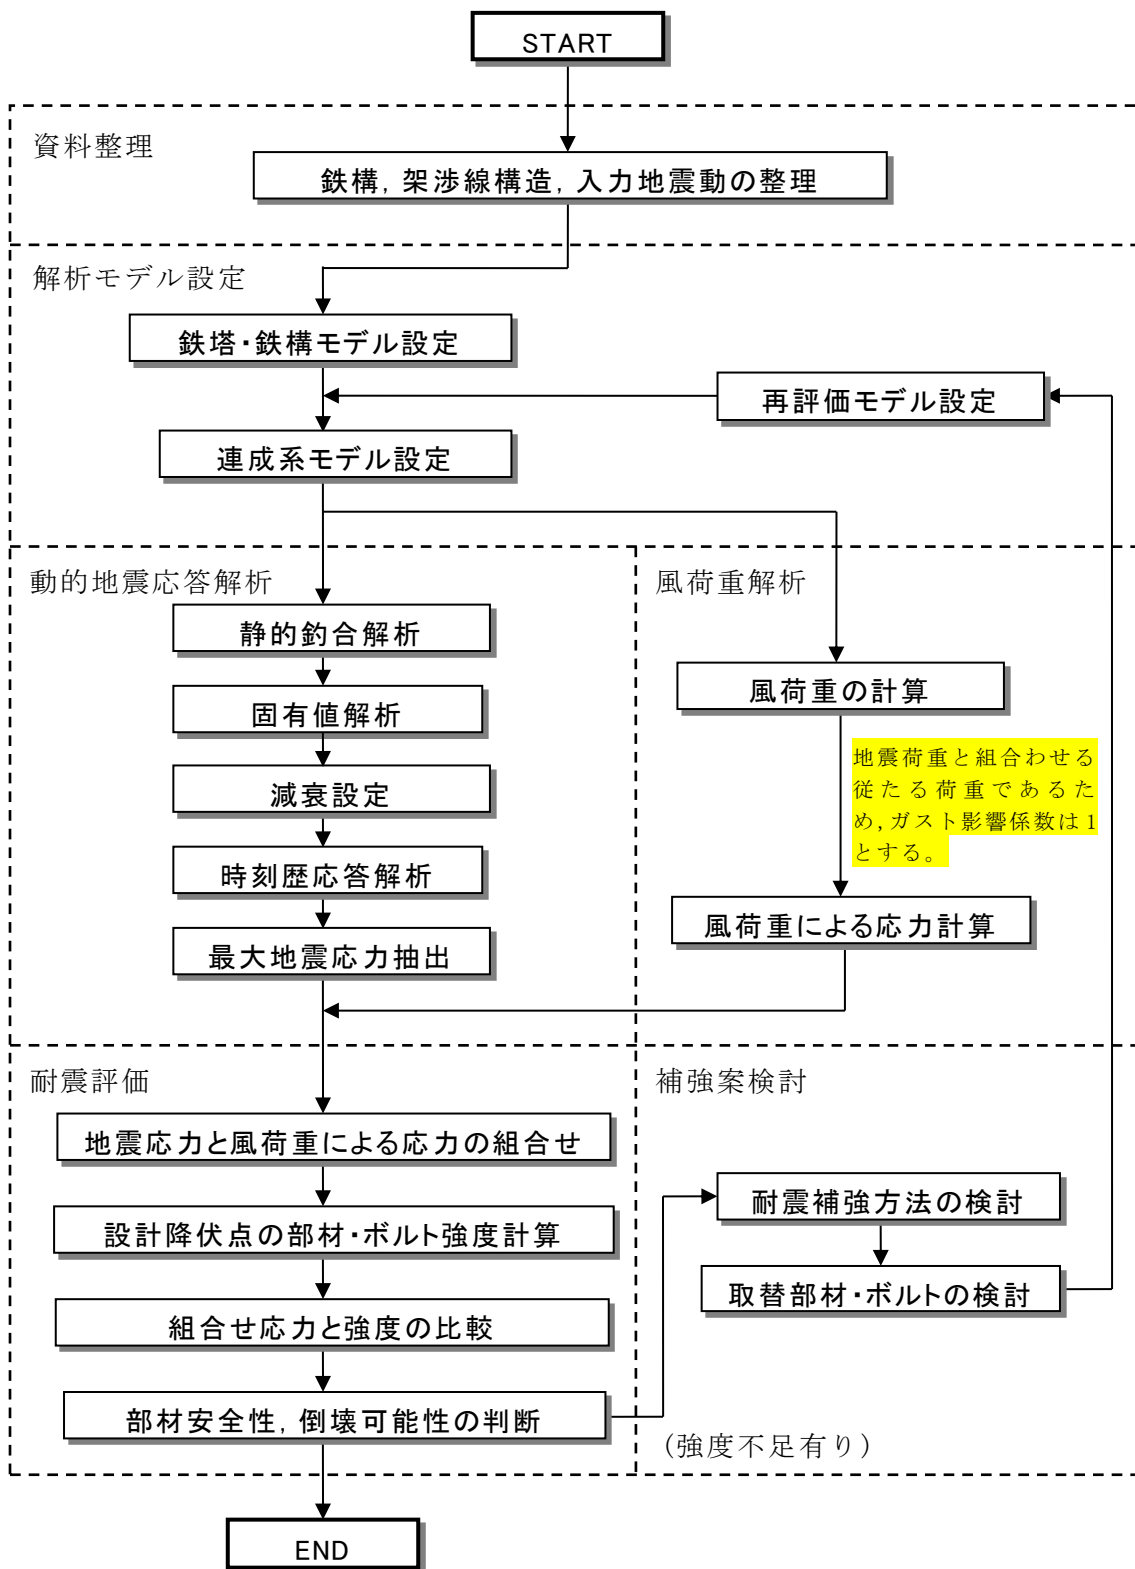 START
資料整理
鉄構, 架渉線構造, 入力地震動の整理
解析モデル設定
鉄塔・鉄構モデル設定
再評価モデル設定
連成系モデル設定
動的地震応答解析
静的釣合解析
固有値解析
減衰設定
時刻歴応答解析
最大地震応力抽出
風荷重解析
風荷重の計算
地震荷重と組合わせる
従たる荷重であるた
め,ガスト影響係数は1
とする。
風荷重による応力計算
耐震評価
地震応力と風荷重による応力の組合せ
設計降伏点の部材・ボルト強度計算
組合せ応力と強度の比較
部材安全性, 倒壊可能性の判断
補強案検討
耐震補強方法の検討
取替部材・ボルトの検討
(強度不足有り)
END